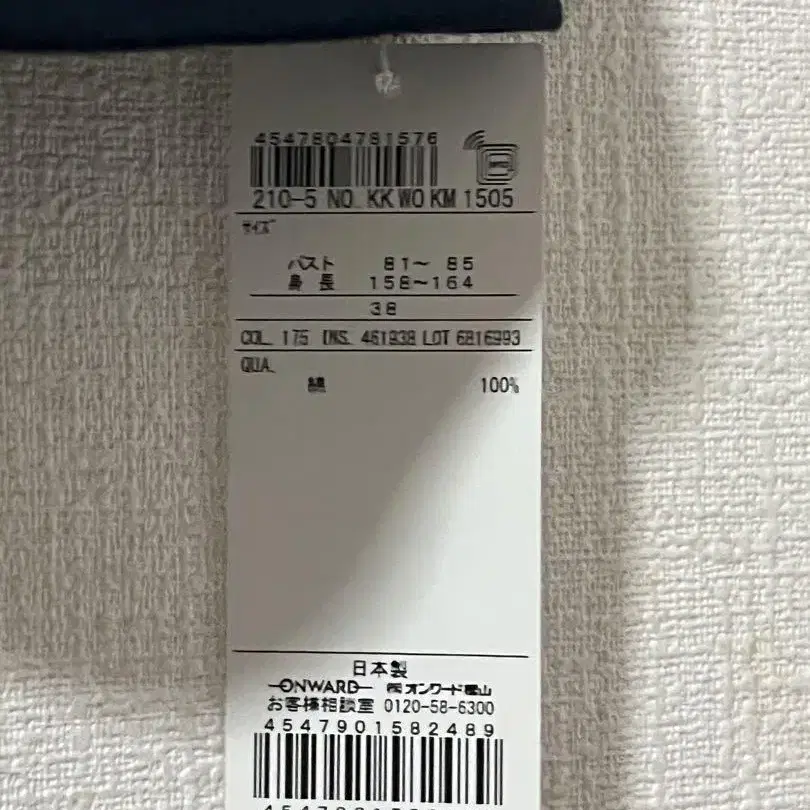 4547804781576
210-5 NO. KKWOKM1505
サイズ
バスト 81〜 85
身長 158〜164
38
COL. 175 INS. 461938 LOT 6816993
QUA.
綿 100%
日本製
ONWARD ㈱オンワード樫山
お客様相談室 0120-58-6300
4547901582489